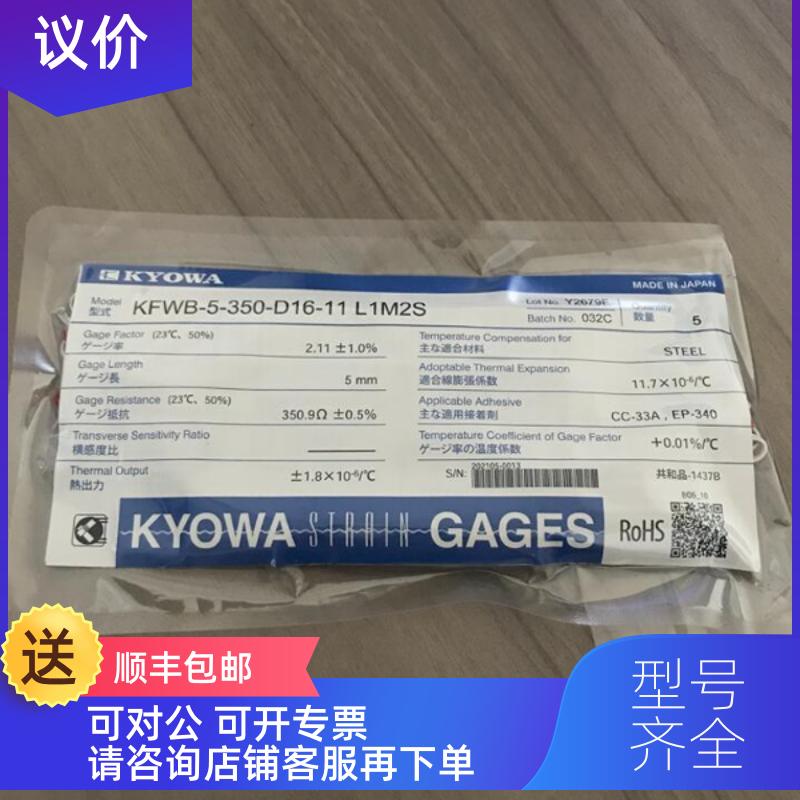 议价
KYOWA
MADE IN JAPAN
Model
型式
KFWB-5-350-D16-11 L1M2S
Lot No. Y2679F
Batch No. 032C
Quantity
数量
5
Gage Factor (23℃, 50%)
ゲージ率
2.11 ±1.0%
Gage Length
ゲージ長
5 mm
Gage Resistance (23℃, 50%)
ゲージ抵抗
350.9Ω ±0.5%
Transverse Sensitivity Ratio
横感度比
Thermal Output
熱出力
±1.8×10⁻⁶/℃
Temperature Compensation for
主な適合材料
STEEL
Adoptable Thermal Expansion
適合線膨張係数
11.7×10⁻⁶/℃
Applicable Adhesive
主な適用接着剤
CC-33A , EP-340
Temperature Coefficient of Gage Factor
ゲージ率の温度係数
+0.01%/℃
S/N:
202105-0013
共和品-1437B
KYOWA STRAIN GAGES
RoHS
送
顺丰包邮
可对公 可开专票
请咨询店铺客服再下单
型号
齐全